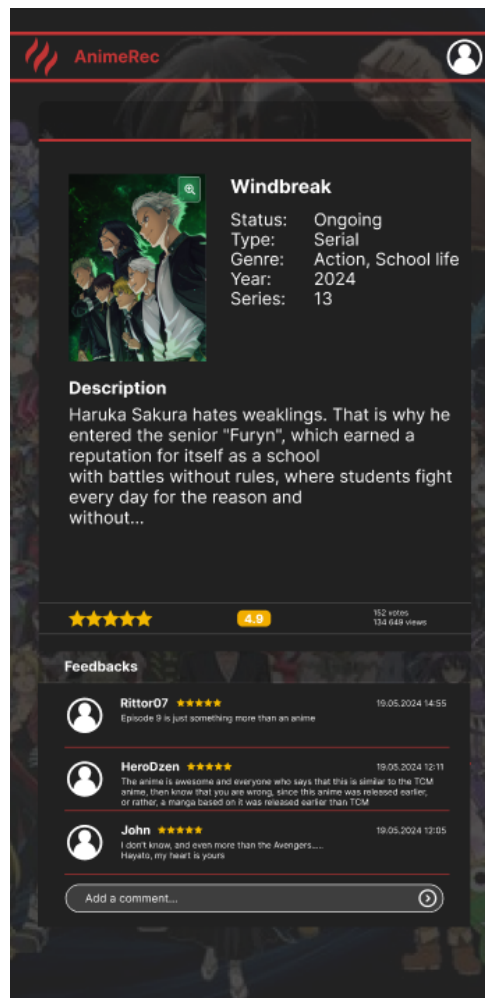 AnimeRec
Windbreak
Status: Ongoing
Type: Serial
Genre: Action, School life
Year: 2024
Series: 13
Description
Haruka Sakura hates weaklings. That is why he
entered the senior "Furyn", which earned a
reputation for itself as a school
with battles without rules, where students fight
every day for the reason and
without...
4.9
152 votes
134 649 views
Feedbacks
Rittor07
19.05.2024 14:55
Episode 9 is just something more than an anime
HeroDzen
19.05.2024 12:11
The anime is awesome and everyone who says that this is similar to the TCM
anime, then know that you are wrong, since this anime was released earlier,
or rather, a manga based on it was released earlier than TCM
John
19.05.2024 12:05
I don't know, and even more than the Avengers.....
Hayato, my heart is yours
Add a comment...